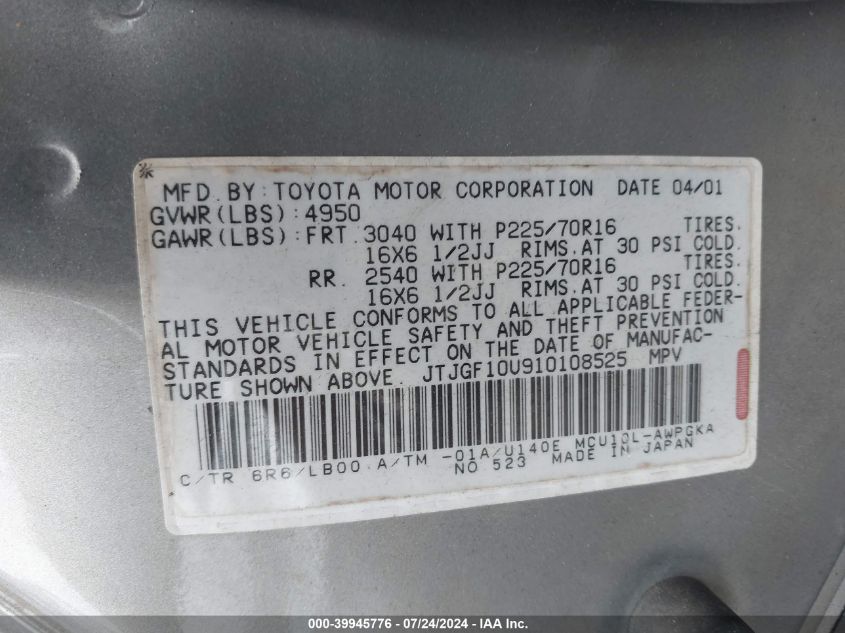 MFD. BY: TOYOTA MOTOR CORPORATION DATE 04/01
GVWR(LBS):4950
GAWR(LBS):FRT. 3040 WITH P225/70R16 TIRES.
16X6 1/2JJ RIMS.AT 30 PSI COLD.
RR. 2540 WITH P225/70R16 TIRES.
16X6 1/2JJ RIMS.AT 30 PSI COLD.
THIS VEHICLE CONFORMS TO ALL APPLICABLE FEDER-
AL MOTOR VEHICLE SAFETY AND THEFT PREVENTION
STANDARDS IN EFFECT ON THE DATE OF MANUFAC-
TURE SHOWN ABOVE. JTJGF10U910108525 MPV
C/TR 6R6/LB00 A/TM -01A/U140E MCU10L-AWPGKA
NO 523 MADE IN JAPAN
000-39945776 / 07/24/2024 - IAA Inc.